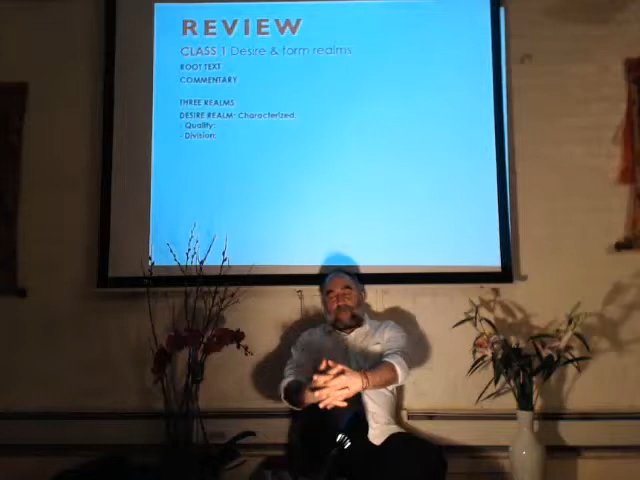 REVIEW
CLASS 1 Desire & form realms
ROOT TEXT
COMMENTARY
THREE REALMS
DESIRE REALM: Characterized:
- Quality:
- Division: